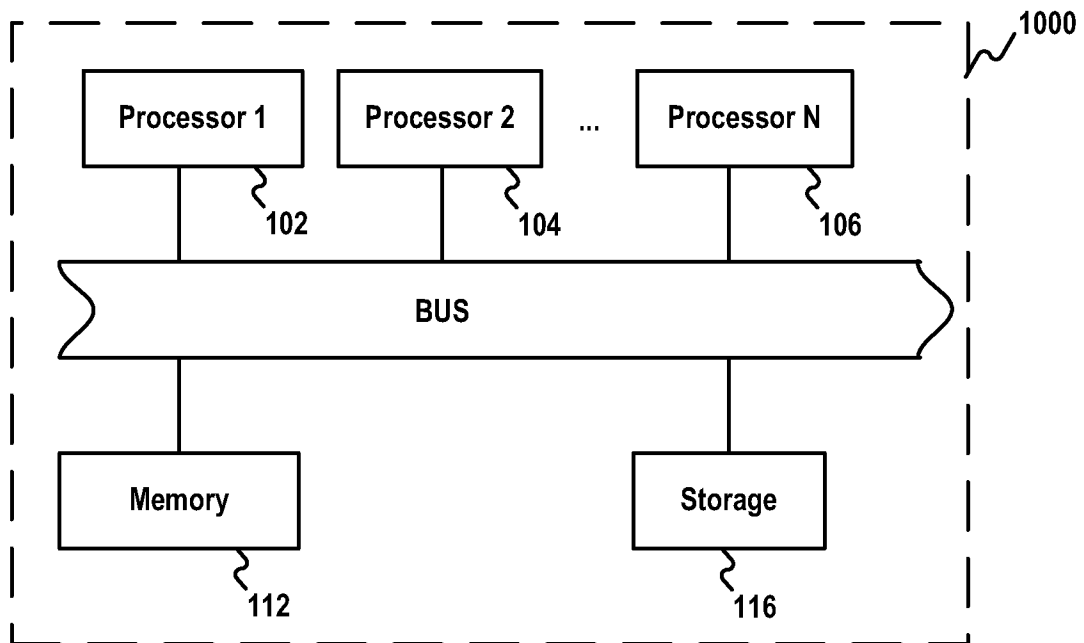 1000
Processor 1
Processor 2
...
Processor N
102
104
106
BUS
Memory
Storage
112
116